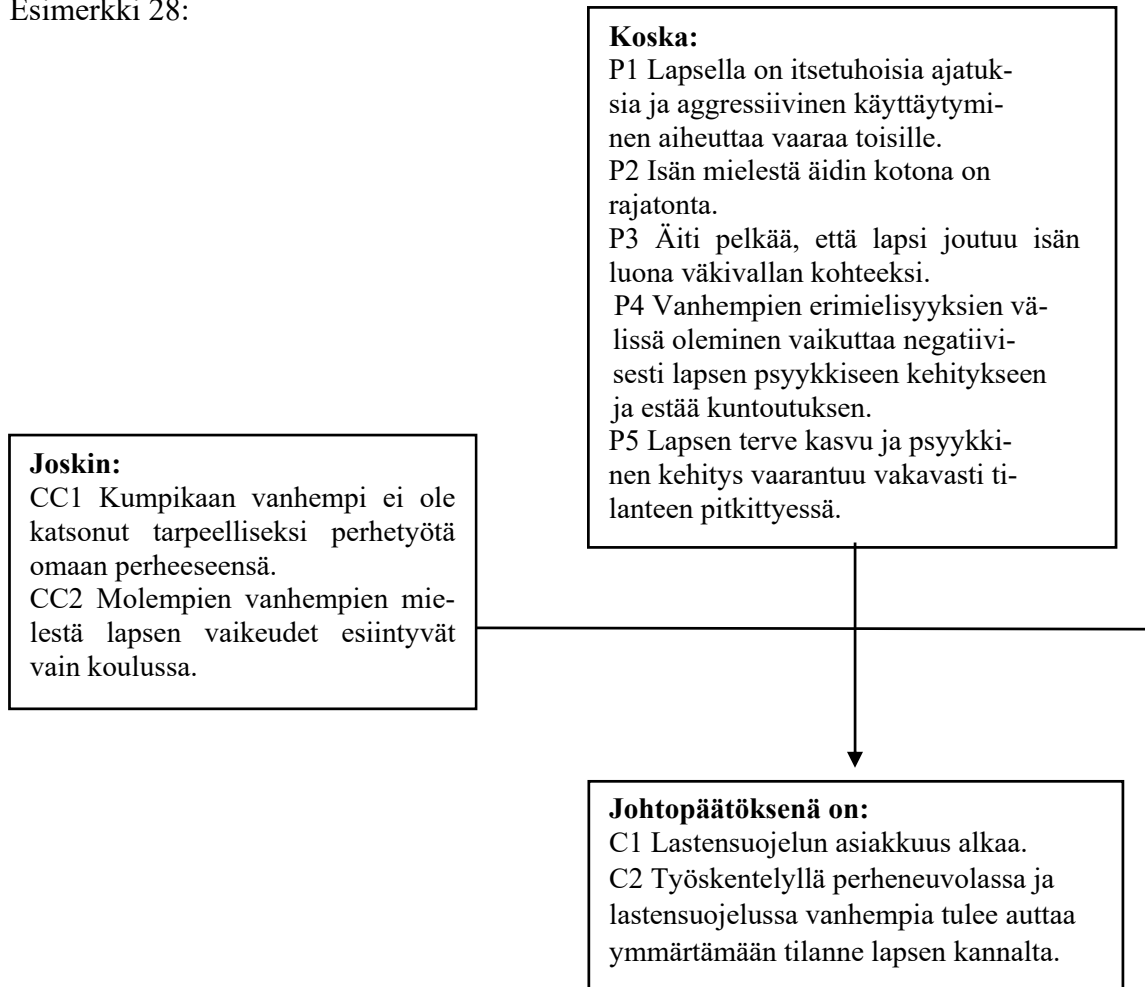 Esimerkki 28:
Koska:
P1 Lapsella on itsetuhoisia ajatuk-
sia ja aggressiivinen käyttäytymi-
nen aiheuttaa vaaraa toisille.
P2 Isän mielestä äidin kotona on
rajatonta.
P3 Äiti pelkää, että lapsi joutuu isän
luona väkivallan kohteeksi.
P4 Vanhempien erimielisyyksien vä-
lissä oleminen vaikuttaa negatiivi-
sesti lapsen psyykkiseen kehitykseen
ja estää kuntoutuksen.
P5 Lapsen terve kasvu ja psyykki-
nen kehitys vaarantuu vakavasti ti-
lanteen pitkittyessä.
Joskin:
CC1 Kumpikaan vanhempi ei ole
katsonut tarpeelliseksi perhetyötä
omaan perheeseensä.
CC2 Molempien vanhempien mie-
lestä lapsen vaikeudet esiintyvät
vain koulussa.
Johtopäätöksenä on:
C1 Lastensuojelun asiakkuus alkaa.
C2 Työskentelyllä perheneuvolassa ja
lastensuojelussa vanhempia tulee auttaa
ymmärtämään tilanne lapsen kannalta.